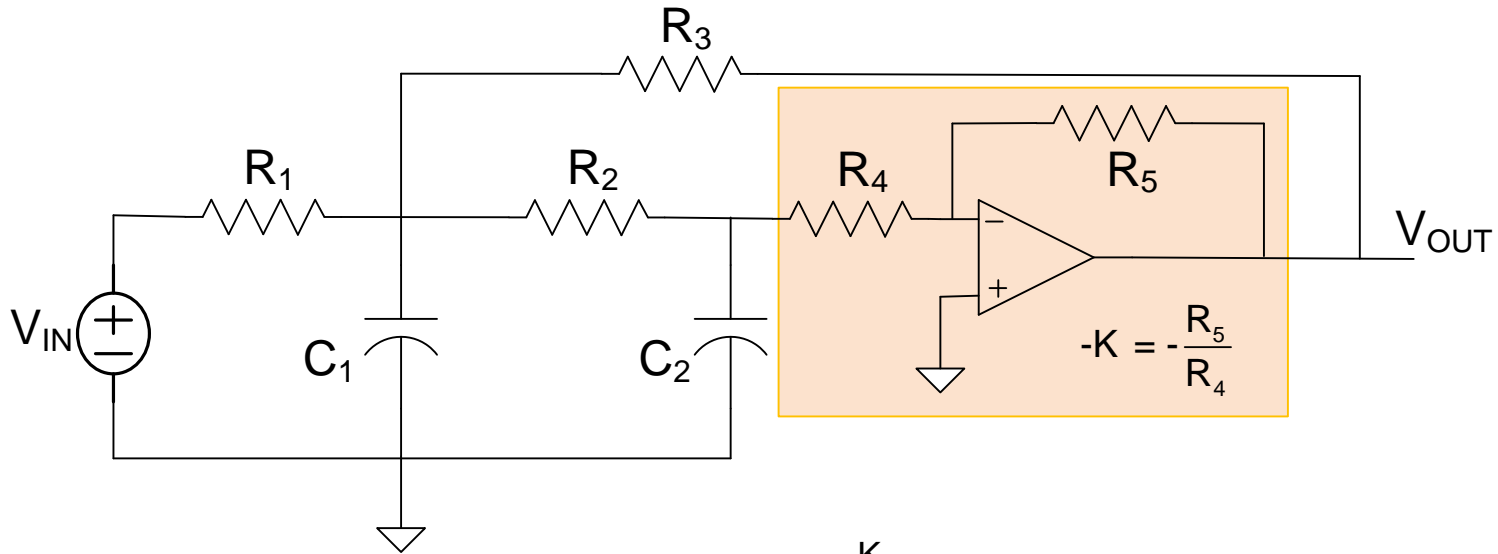 R3
R1
R2
R4
R5
VOUT
VIN
+
−
−
+
C1
C2
-K = -R5/R4
K